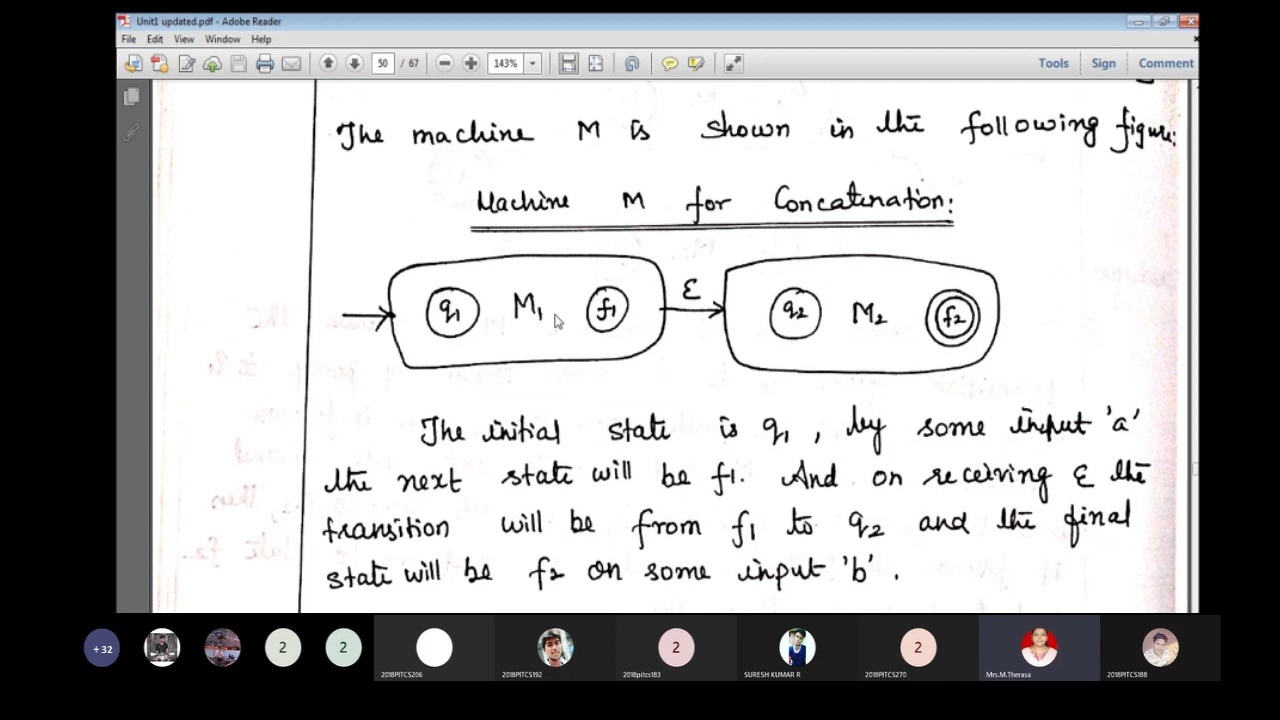 Unit1 updated.pdf - Adobe Reader
File Edit View Window Help
50 / 67 143% Tools Sign Comment
The machine M is shown in the following figure:
Machine M for Concatenation:
q1 M1 f1 ε q2 M2 f2
The initial state is q1, by some input 'a'
the next state will be f1. And on receiving ε the
transition will be from f1 to q2 and the final
state will be f2 on some input 'b'.
+32 2 2 2 2
2018PITCS206 2018PITCS192 2018pitcs183 SURESH KUMAR R 2018PITCS270 Mrs.M.Therasa 2018PITCS188